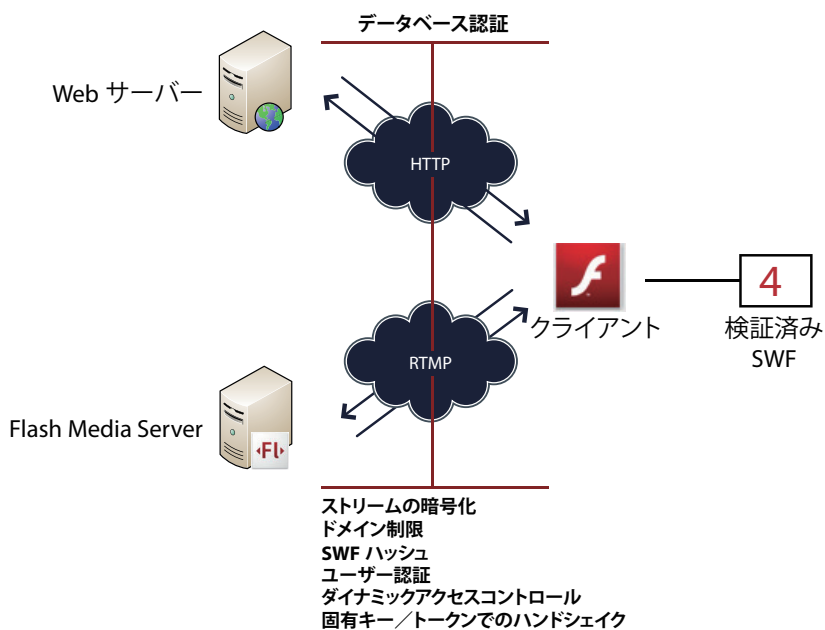 データベース認証
Web サーバー
HTTP
4
クライアント
検証済み
SWF
RTMP
Flash Media Server
Fl
ストリームの暗号化
ドメイン制限
SWF ハッシュ
ユーザー認証
ダイナミックアクセスコントロール
固有キー／トークンでのハンドシェイク